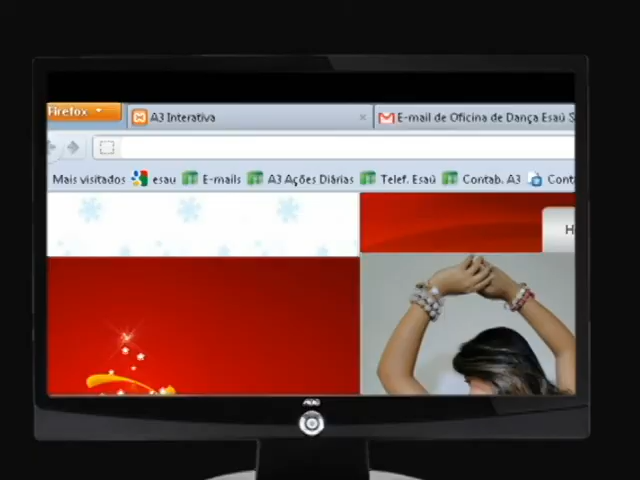 Firefox
A3 Interativa
E-mail de Oficina de Dança Esaú S
Mais visitados esau E-mails A3 Ações Diárias Telef. Esaú Contab. A3 Cont
H
AOC